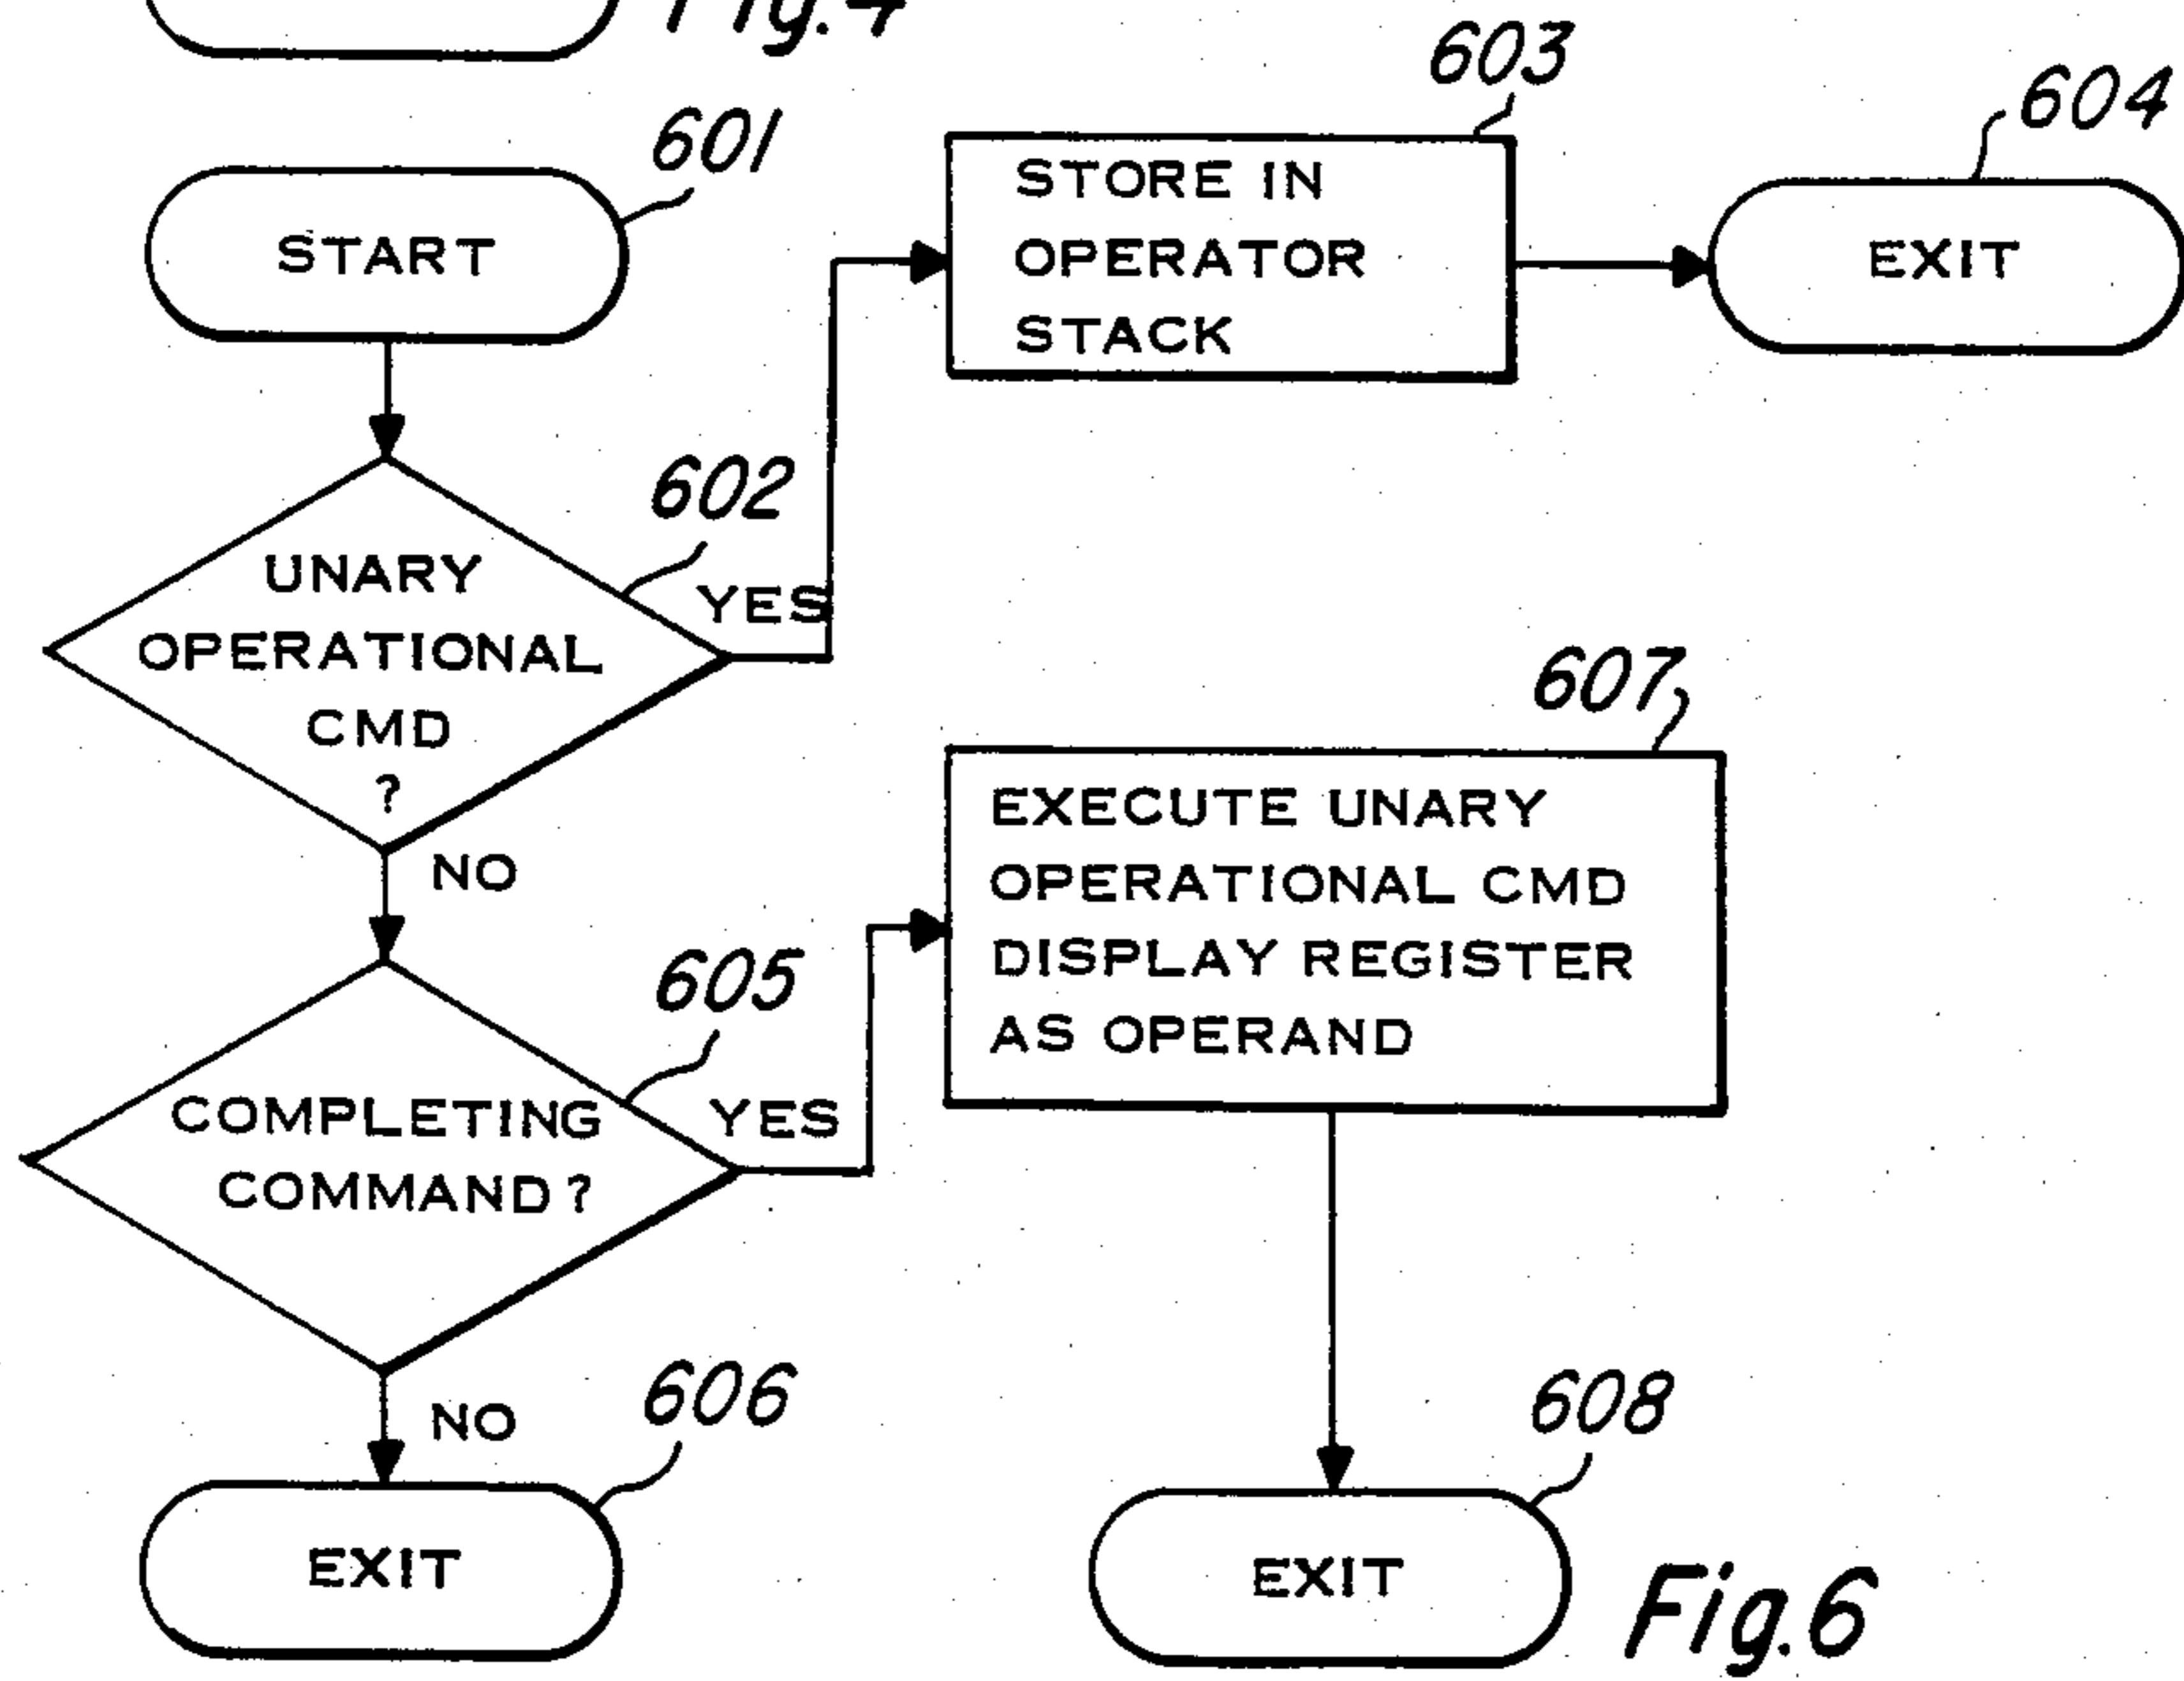 Fig.4
601
START
603
STORE IN
OPERATOR
STACK
604
EXIT
602
UNARY
OPERATIONAL
CMD
?
YES
NO
607
EXECUTE UNARY
OPERATIONAL CMD
DISPLAY REGISTER
AS OPERAND
605
COMPLETING
COMMAND?
YES
NO
606
EXIT
608
EXIT
Fig.6